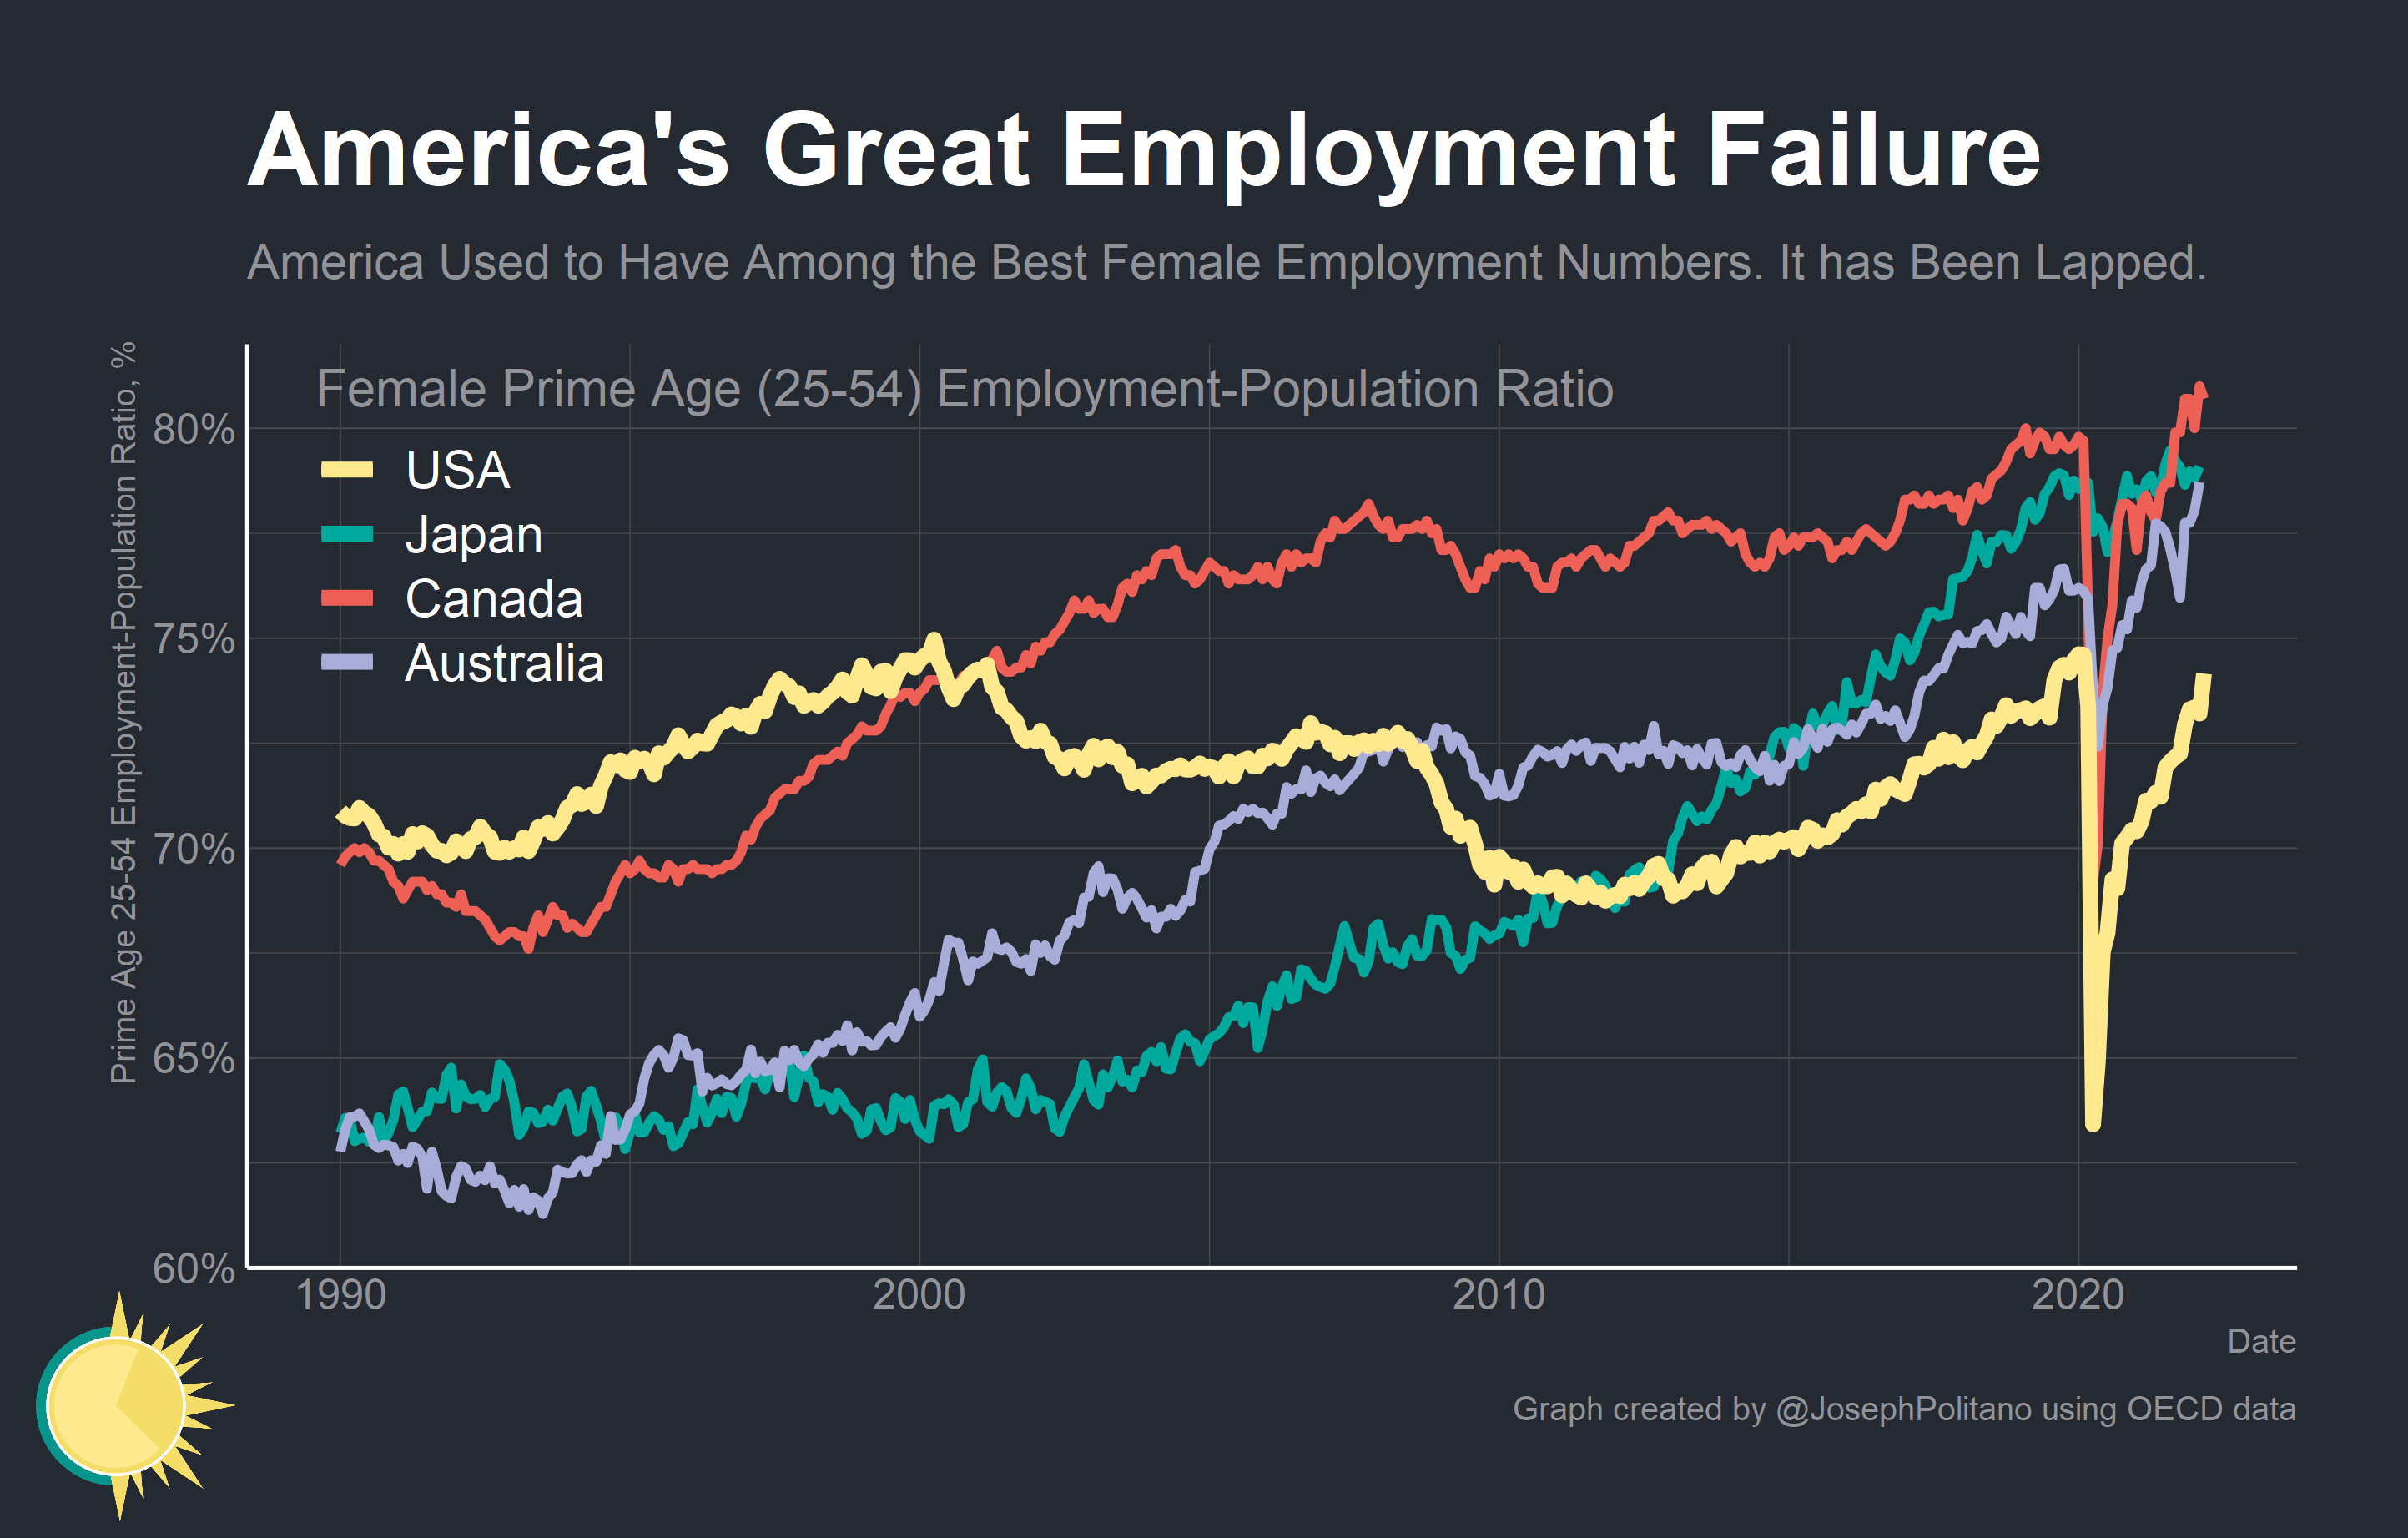 America's Great Employment Failure
America Used to Have Among the Best Female Employment Numbers. It has Been Lapped.
Prime Age 25-54 Employment-Population Ratio, %
Female Prime Age (25-54) Employment-Population Ratio
USA
Japan
Canada
Australia
80%
75%
70%
65%
60%
1990 2000 2010 2020
Date
Graph created by @JosephPolitano using OECD data